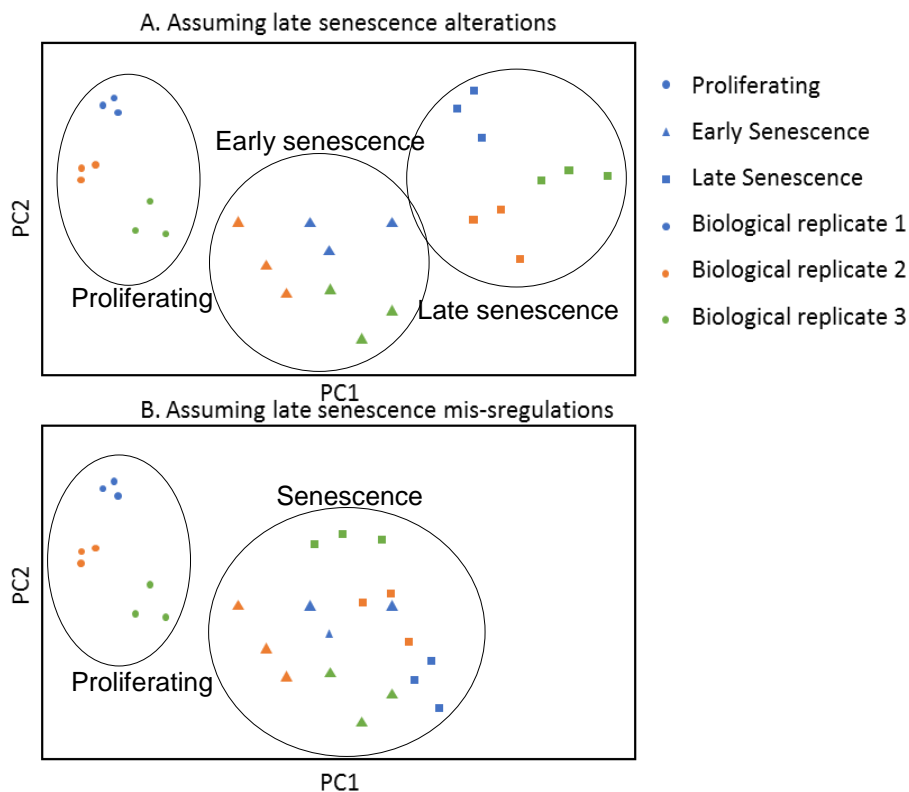 A. Assuming late senescence alterations
Early senescence
Proliferating
Late senescence
PC2
PC1
Proliferating
Early Senescence
Late Senescence
Biological replicate 1
Biological replicate 2
Biological replicate 3
B. Assuming late senescence mis-sregulations
Senescence
Proliferating
PC2
PC1